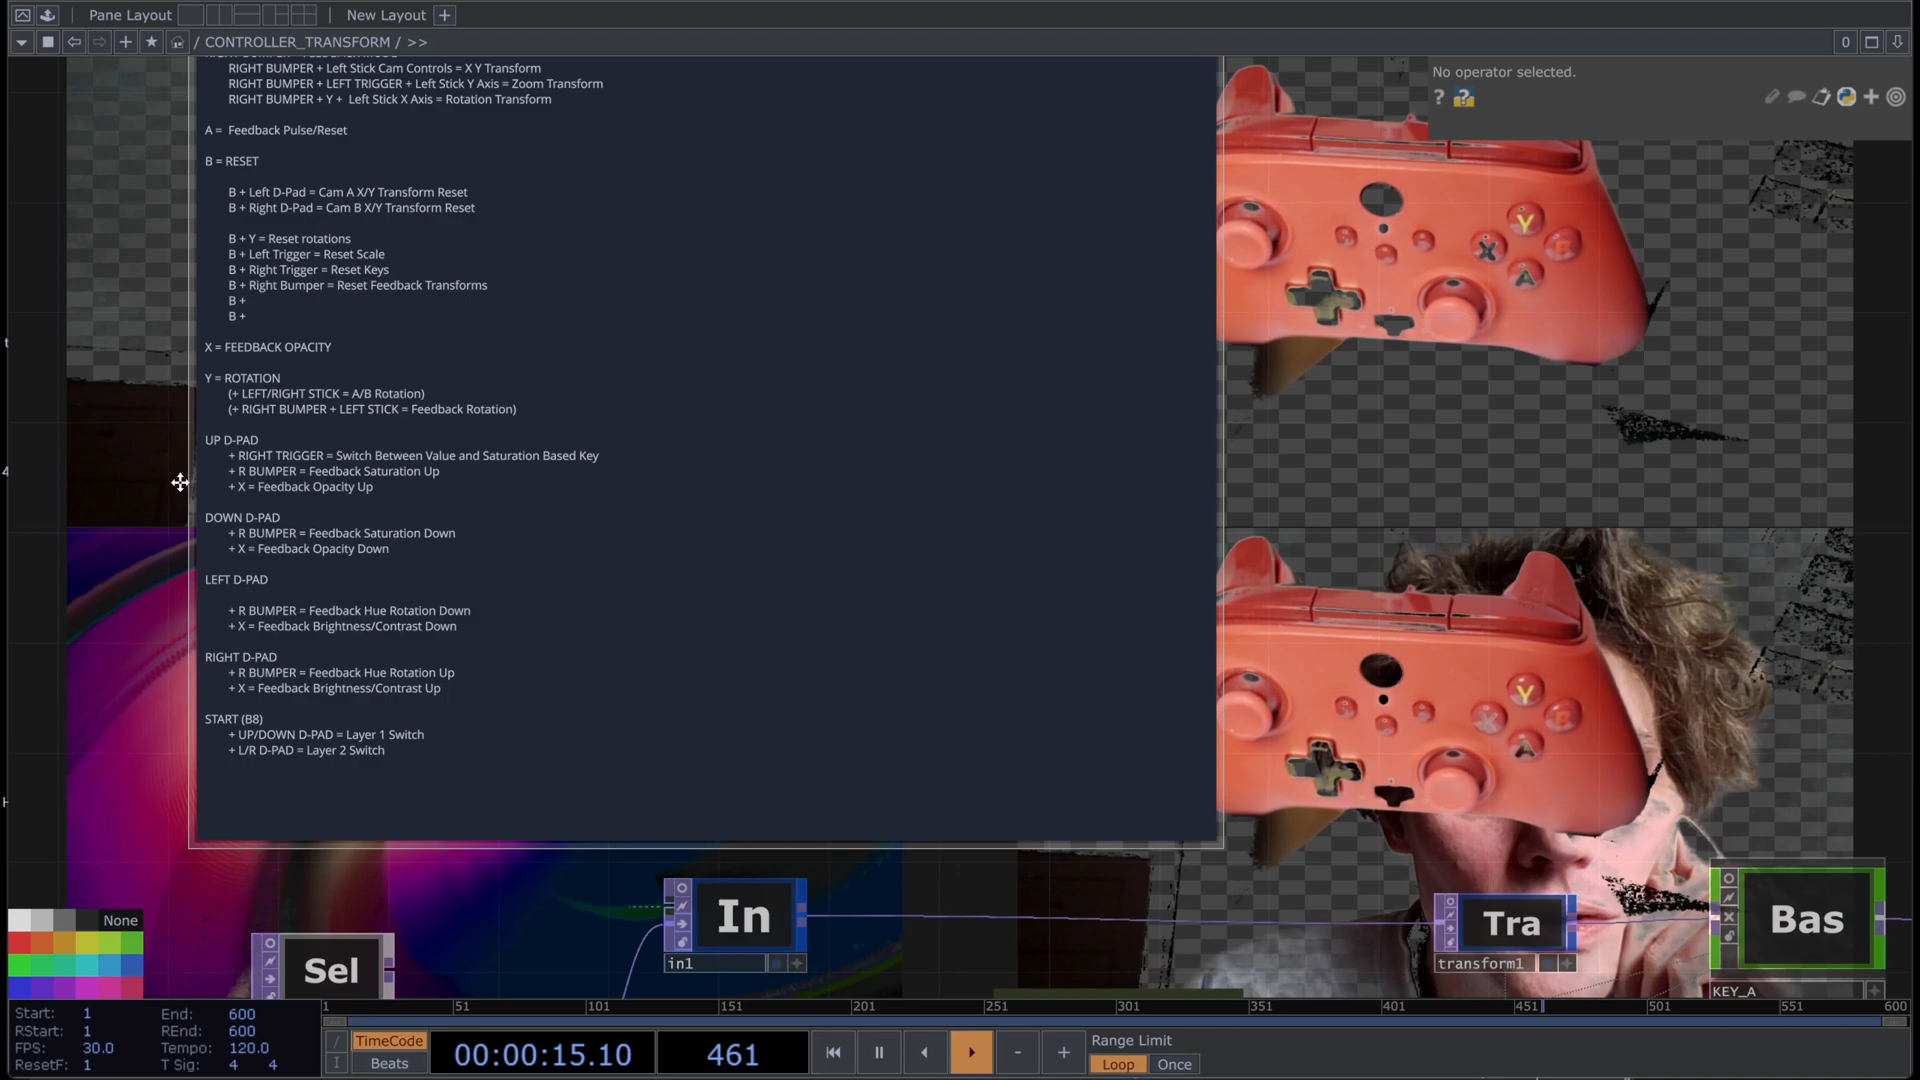 Pane Layout
New Layout
/ CONTROLLER_TRANSFORM / >>
0
RIGHT BUMPER + Left Stick Cam Controls = X Y Transform
RIGHT BUMPER + LEFT TRIGGER + Left Stick Y Axis = Zoom Transform
RIGHT BUMPER + Y + Left Stick X Axis = Rotation Transform
A = Feedback Pulse/Reset
B = RESET
B + Left D-Pad = Cam A X/Y Transform Reset
B + Right D-Pad = Cam B X/Y Transform Reset
B + Y = Reset rotations
B + Left Trigger = Reset Scale
B + Right Trigger = Reset Keys
B + Right Bumper = Reset Feedback Transforms
B +
B +
X = FEEDBACK OPACITY
Y = ROTATION
(+ LEFT/RIGHT STICK = A/B Rotation)
(+ RIGHT BUMPER + LEFT STICK = Feedback Rotation)
UP D-PAD
+ RIGHT TRIGGER = Switch Between Value and Saturation Based Key
+ R BUMPER = Feedback Saturation Up
+ X = Feedback Opacity Up
DOWN D-PAD
+ R BUMPER = Feedback Saturation Down
+ X = Feedback Opacity Down
LEFT D-PAD
+ R BUMPER = Feedback Hue Rotation Down
+ X = Feedback Brightness/Contrast Down
RIGHT D-PAD
+ R BUMPER = Feedback Hue Rotation Up
+ X = Feedback Brightness/Contrast Up
START (B8)
+ UP/DOWN D-PAD = Layer 1 Switch
+ L/R D-PAD = Layer 2 Switch
No operator selected.
? ?
Y
X
B
A
Y
X
B
A
t
4
H
None
Sel
In
in1
Tra
transform1
Bas
KEY_A
1 51 101 151 201 251 301 351 401 451 501 551 600
Start: 1 End: 600
RStart: 1 REnd: 600
FPS: 30.0 Tempo: 120.0
ResetF: 1 T Sig: 4 4
/
I
TimeCode
Beats
00:00:15.10
461
- +
Range Limit
Loop Once